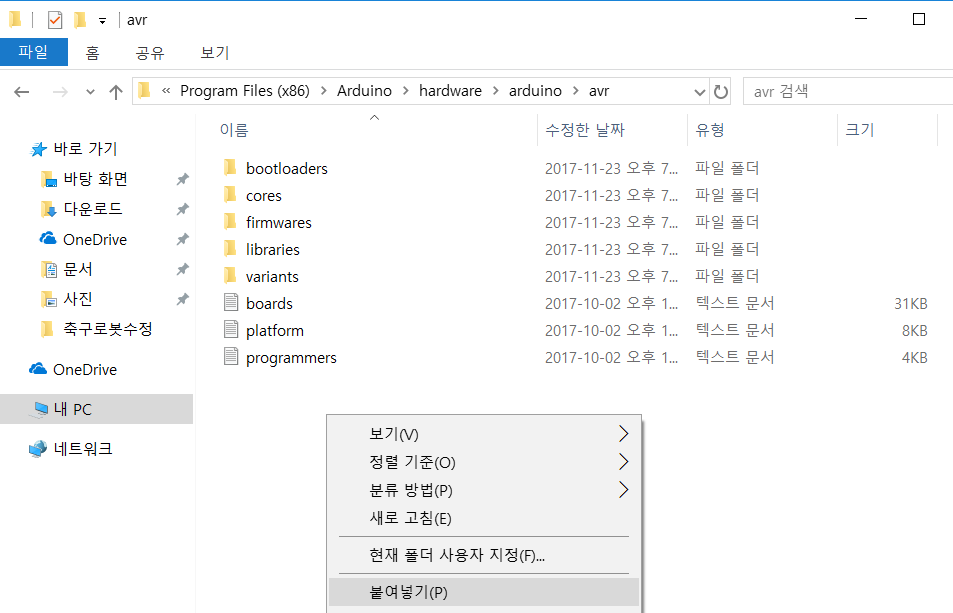 avr
파일 홈 공유 보기
« Program Files (x86) > Arduino > hardware > arduino > avr
avr 검색
바로 가기
바탕 화면
다운로드
OneDrive
문서
사진
축구로봇수정
OneDrive
내 PC
네트워크
이름 수정한 날짜 유형 크기
bootloaders 2017-11-23 오후 7... 파일 폴더
cores 2017-11-23 오후 7... 파일 폴더
firmwares 2017-11-23 오후 7... 파일 폴더
libraries 2017-11-23 오후 7... 파일 폴더
variants 2017-11-23 오후 7... 파일 폴더
boards 2017-10-02 오후 1... 텍스트 문서 31KB
platform 2017-10-02 오후 1... 텍스트 문서 8KB
programmers 2017-10-02 오후 1... 텍스트 문서 4KB
보기(V)
정렬 기준(O)
분류 방법(P)
새로 고침(E)
현재 폴더 사용자 지정(F)...
붙여넣기(P)